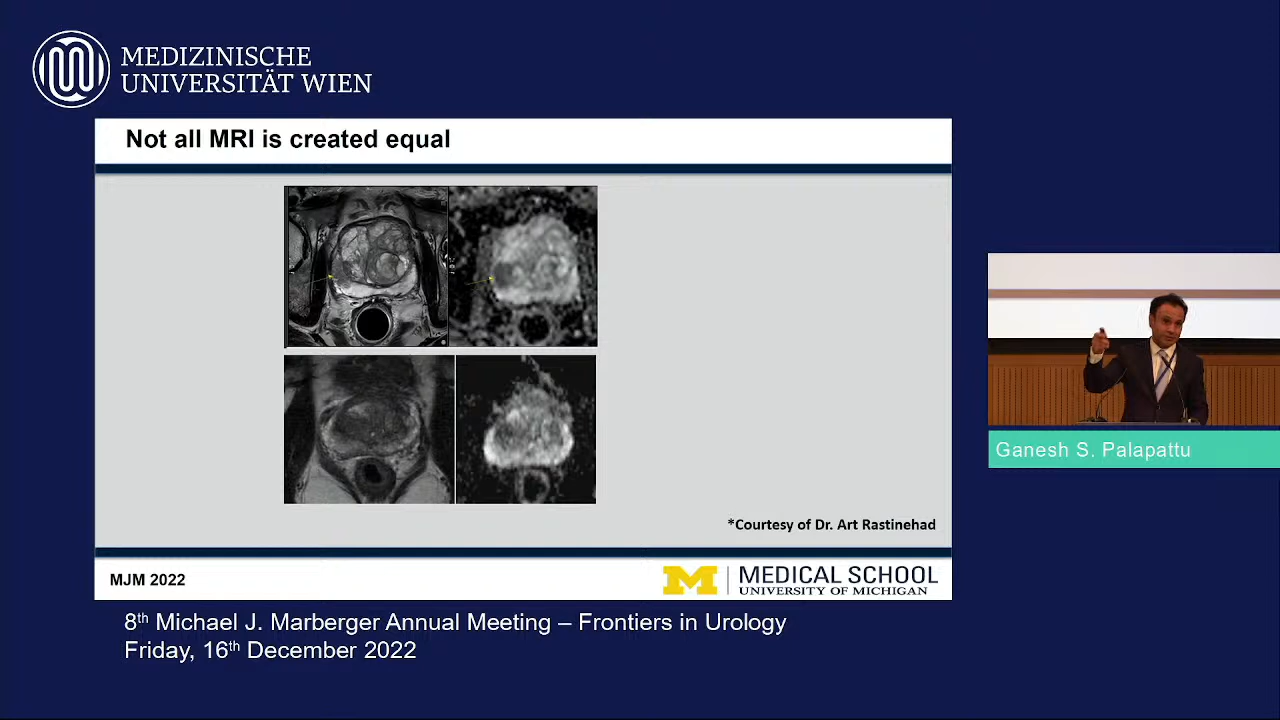 MEDIZINISCHE
UNIVERSITÄT WIEN
Not all MRI is created equal
*Courtesy of Dr. Art Rastinehad
MJM 2022
M
MEDICAL SCHOOL
UNIVERSITY OF MICHIGAN
Ganesh S. Palapattu
8th Michael J. Marberger Annual Meeting – Frontiers in Urology
Friday, 16th December 2022